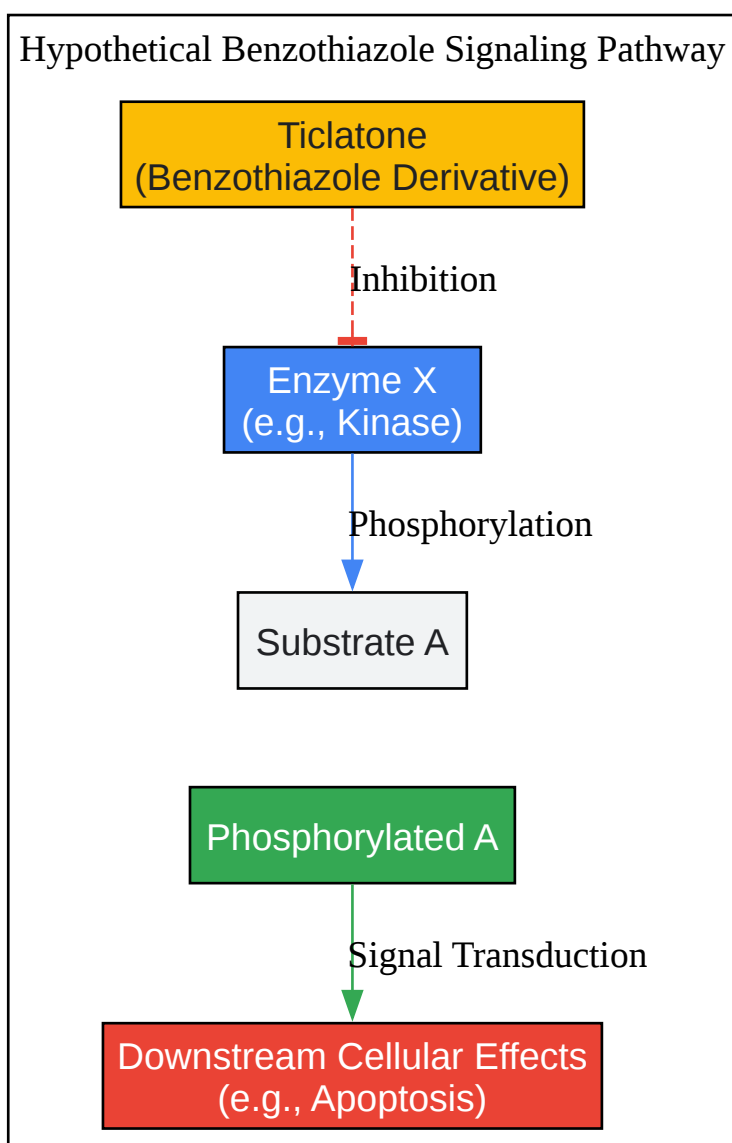 Hypothetical Benzothiazole Signaling Pathway
Ticlatone
(Benzothiazole Derivative)
Inhibition
Enzyme X
(e.g., Kinase)
Phosphorylation
Substrate A
Phosphorylated A
Signal Transduction
Downstream Cellular Effects
(e.g., Apoptosis)